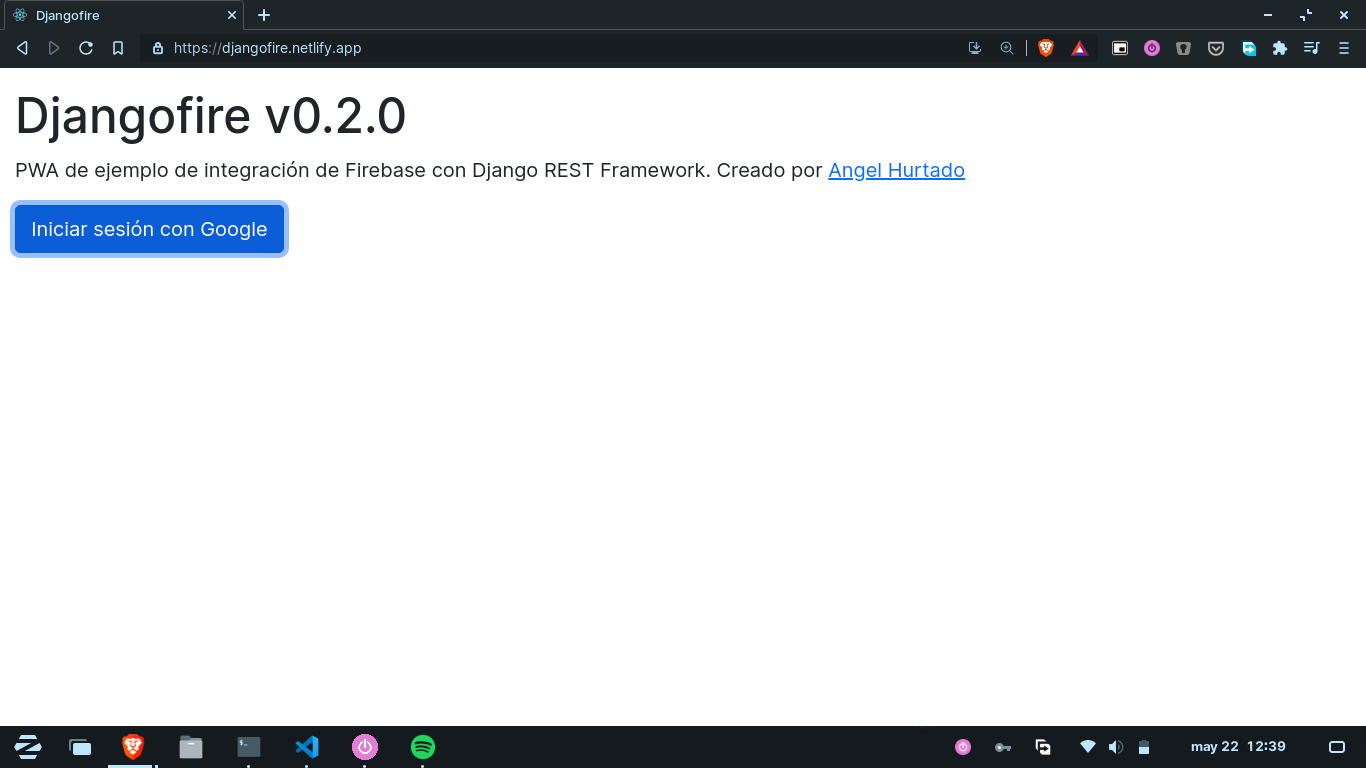 Djangofire
https://djangofire.netlify.app
Djangofire v0.2.0
PWA de ejemplo de integración de Firebase con Django REST Framework. Creado por Angel Hurtado
Iniciar sesión con Google
may 22 12:39